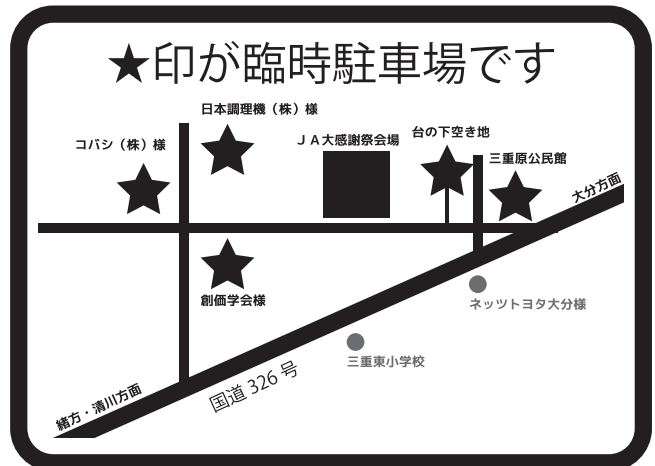 ★印が臨時駐車場です
日本調理機（株）様
コバシ（株）様
ＪＡ大感謝祭会場
台の下空き地
三重原公民館
大分方面
創価学会様
ネッツトヨタ大分様
三重東小学校
国道 326 号
緒方・清川方面